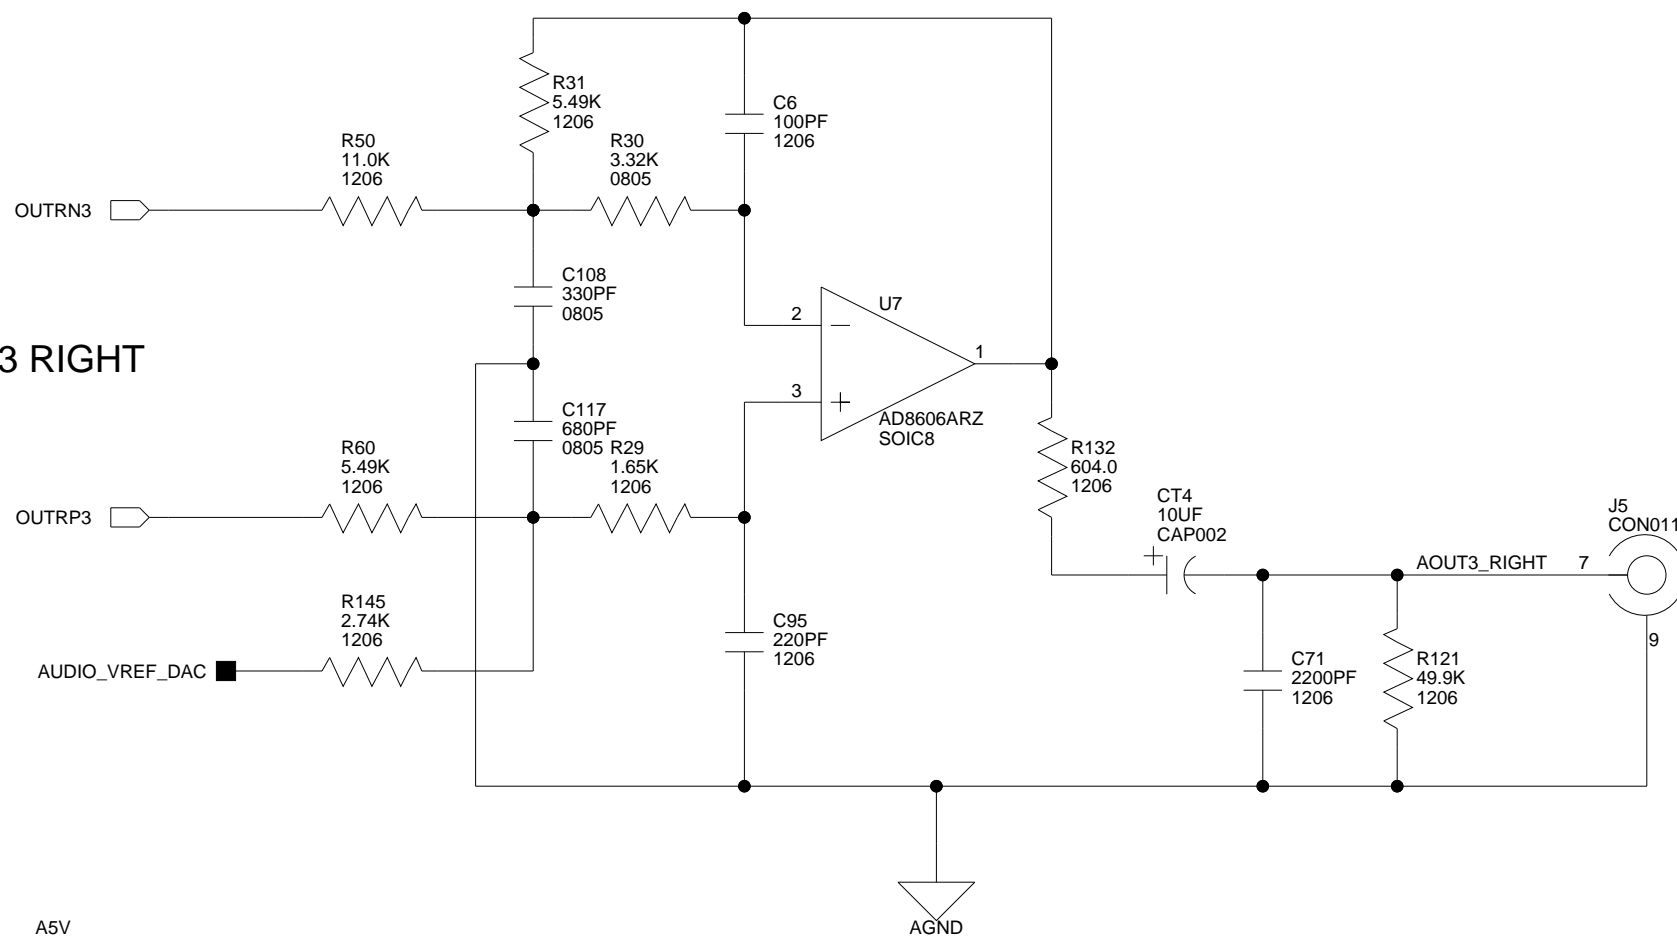 R31
5.49K
1206
C6
100PF
1206
R50
11.0K
1206
R30
3.32K
0805
OUTRN3
C108
330PF
0805
U7
2
3 RIGHT
1
3
AD8606ARZ
SOIC8
C117
680PF
0805
R60
5.49K
1206
R29
1.65K
1206
R132
604.0
1206
CT4
10UF
CAP002
J5
CON011
OUTRP3
AOUT3_RIGHT
7
R145
2.74K
1206
C95
220PF
1206
9
AUDIO_VREF_DAC
C71
2200PF
1206
R121
49.9K
1206
A5V
AGND